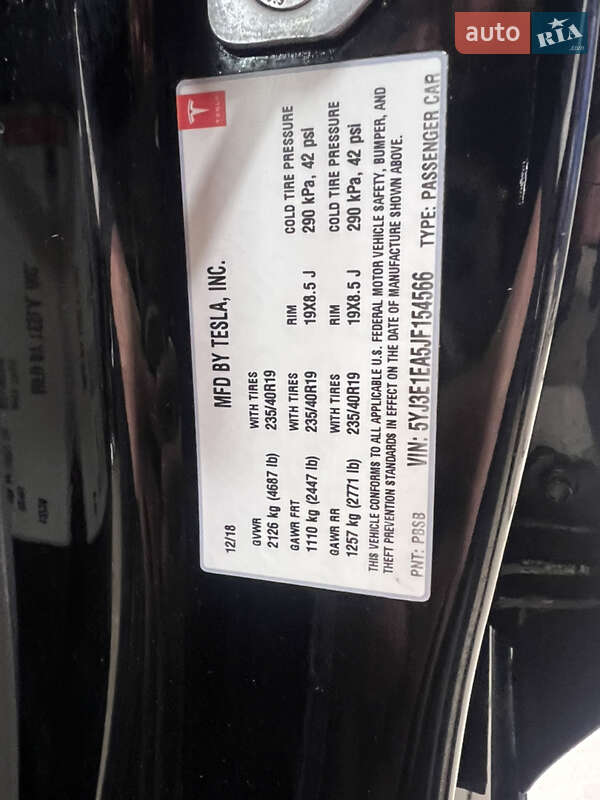 auto RIA.com
TESLA
MFD BY TESLA, INC.
12/18
GVWR WITH TIRES
2126 kg (4687 lb) 235/40R19
GAWR FRT WITH TIRES RIM COLD TIRE PRESSURE
1110 kg (2447 lb) 235/40R19 19X8.5 J 290 kPa, 42 psi
GAWR RR WITH TIRES RIM COLD TIRE PRESSURE
1257 kg (2771 lb) 235/40R19 19X8.5 J 290 kPa, 42 psi
THIS VEHICLE CONFORMS TO ALL APPLICABLE U.S. FEDERAL MOTOR VEHICLE SAFETY, BUMPER, AND
THEFT PREVENTION STANDARDS IN EFFECT ON THE DATE OF MANUFACTURE SHOWN ABOVE.
PNT: PBSB VIN: 5YJ3E1EA5JF154566 TYPE: PASSENGER CAR